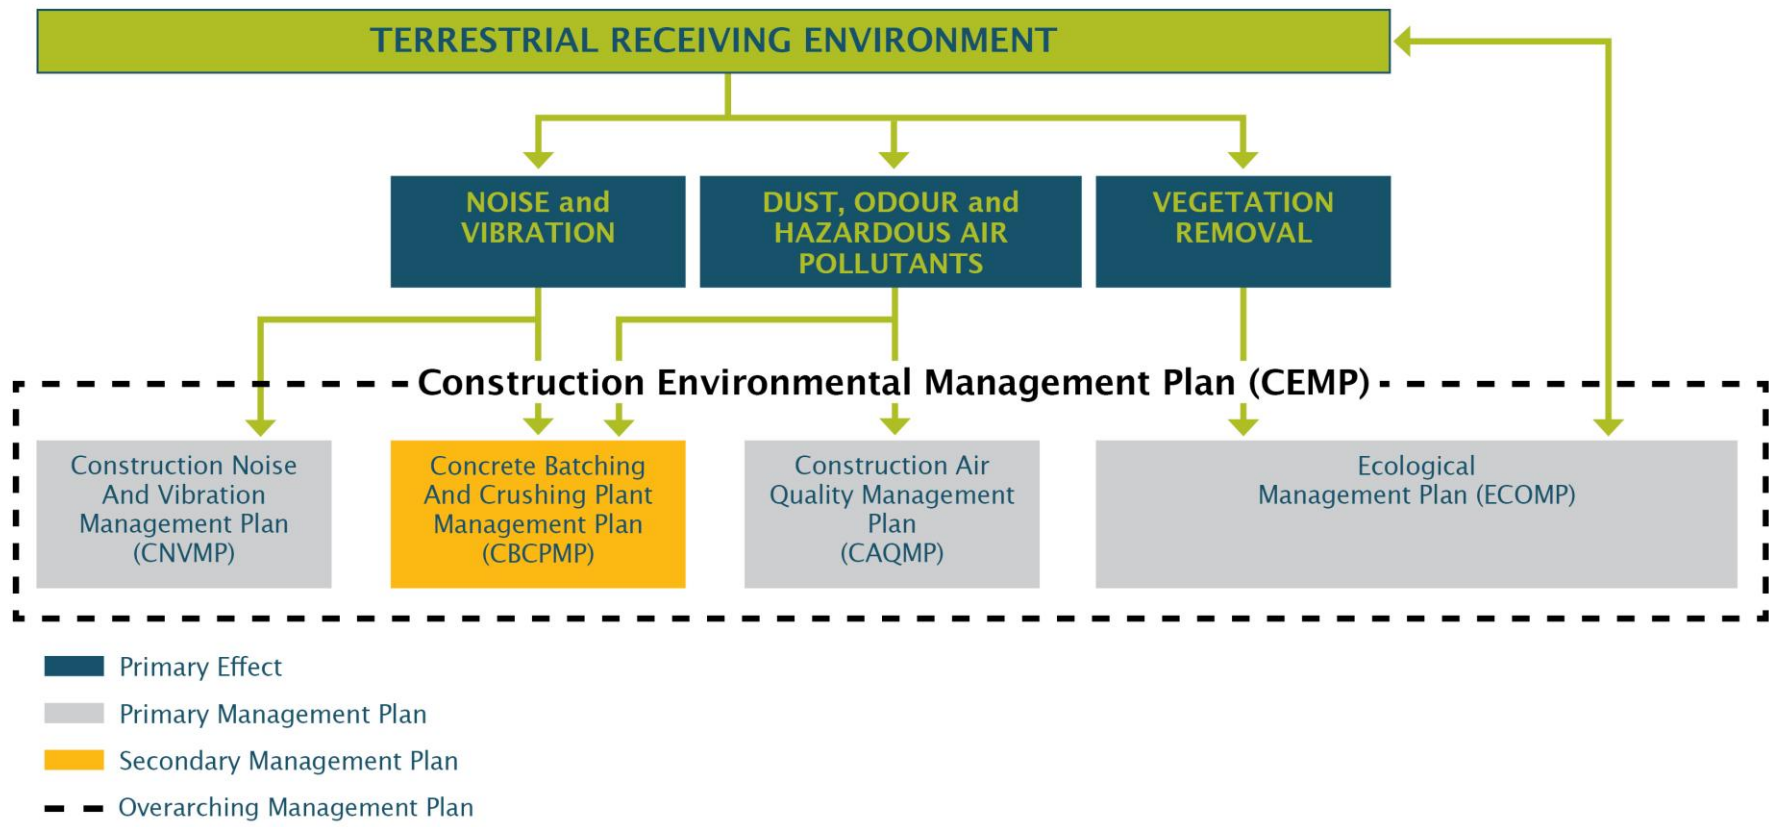 TERRESTRIAL RECEIVING ENVIRONMENT
NOISE and
VIBRATION
DUST, ODOUR and
HAZARDOUS AIR
POLLUTANTS
VEGETATION
REMOVAL
Construction Environmental Management Plan (CEMP)
Construction Noise
And Vibration
Management Plan
(CNVMP)
Concrete Batching
And Crushing Plant
Management Plan
(CBCPMP)
Construction Air
Quality Management
Plan
(CAQMP)
Ecological
Management Plan (ECOMP)
Primary Effect
Primary Management Plan
Secondary Management Plan
Overarching Management Plan